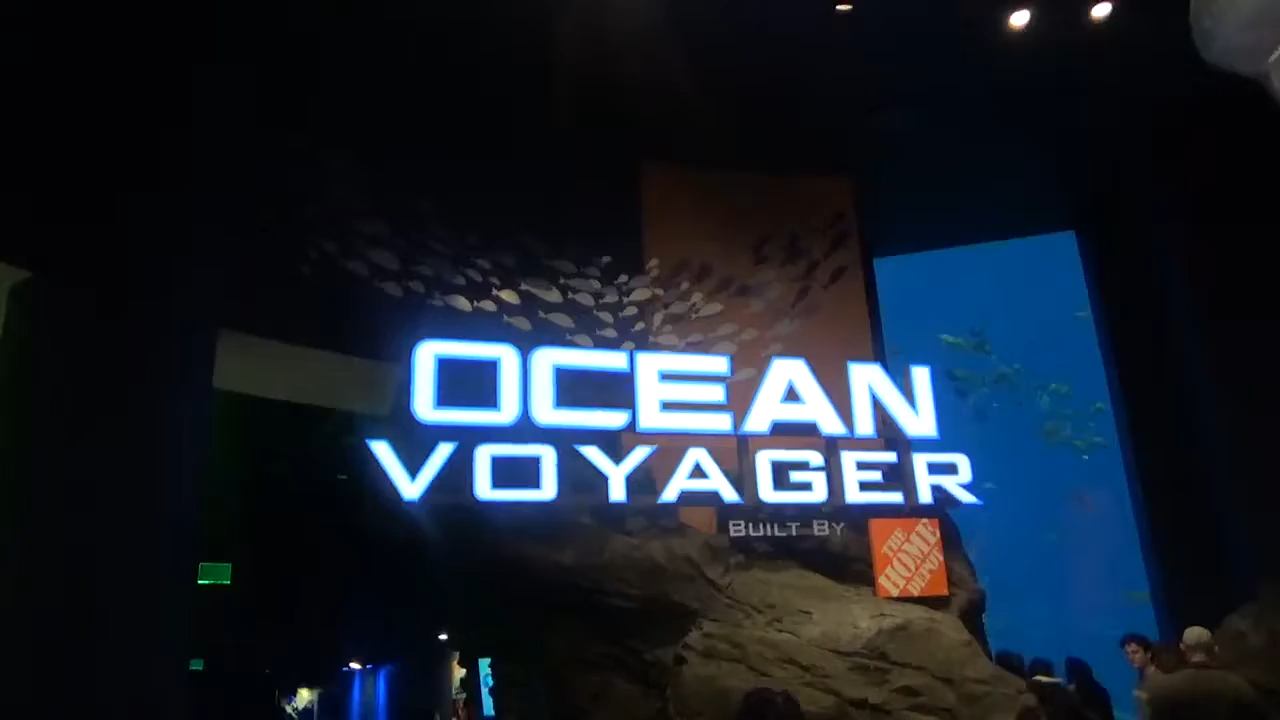 OCEAN
VOYAGER
BUILT BY
THE
HOME
DEPOT